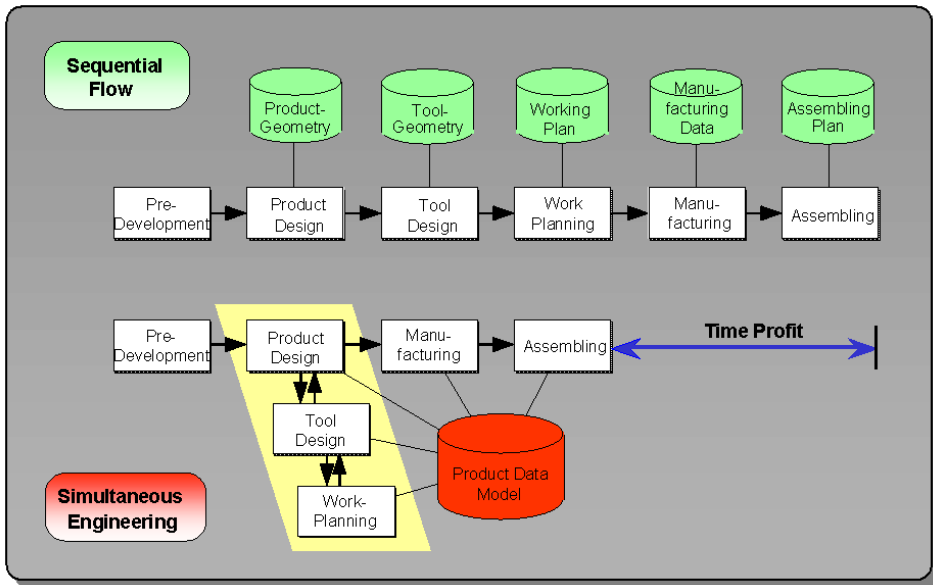 Sequential
Flow
Product-
Geometry
Tool-
Geometry
Working
Plan
Manu-
facturing
Data
Assembling
Plan
Pre-
Development
Product
Design
Tool
Design
Work
Planning
Manu-
facturing
Assembling
Pre-
Development
Product
Design
Manu-
facturing
Assembling
Time Profit
Tool
Design
Work-
Planning
Product Data
Model
Simultaneous
Engineering